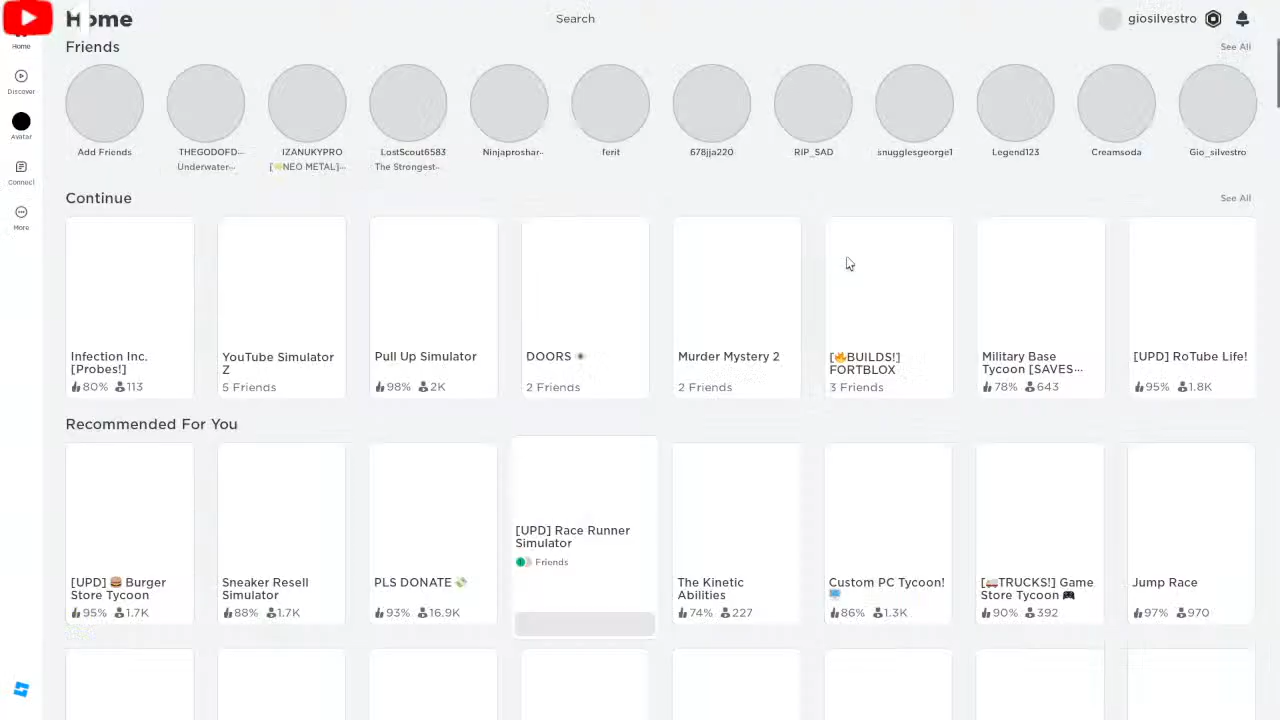 Home
Search
giosilvestro
Home
Discover
Avatar
Connect
More
Friends
See All
Add Friends
THEGODOFD...
Underwater...
IZANUKYPRO
[🍋NEO METAL]...
LostScout6583
The Strongest...
Ninjaproshar...
ferit
678jja220
RIP_SAD
snugglesgeorge1
Legend123
Creamsoda
Gio_silvestro
Continue
See All
Infection Inc.
[Probes!]
80% 113
YouTube Simulator
Z
5 Friends
Pull Up Simulator
98% 2K
DOORS 👁️
2 Friends
Murder Mystery 2
2 Friends
[🔥BUILDS!]
FORTBLOX
3 Friends
Military Base
Tycoon [SAVES...
78% 643
[UPD] RoTube Life!
95% 1.8K
Recommended For You
[UPD] 🍔 Burger
Store Tycoon
95% 1.7K
Sneaker Resell
Simulator
88% 1.7K
PLS DONATE 💸
93% 16.9K
[UPD] Race Runner
Simulator
Friends
The Kinetic
Abilities
74% 227
Custom PC Tycoon!
🖥️
86% 1.3K
[🚚TRUCKS!] Game
Store Tycoon 🎮
90% 392
Jump Race
97% 970